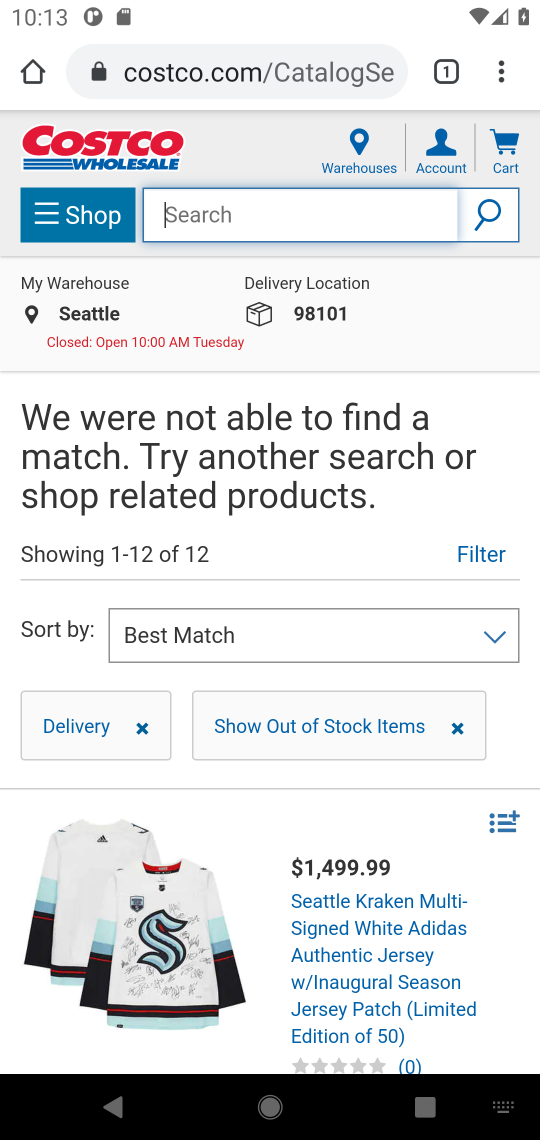 10:13
costco.com/CatalogSe
1
COSTCO
WHOLESALE
Warehouses
Account
Cart
Shop
Search
My Warehouse
Delivery Location
Seattle
98101
Closed: Open 10:00 AM Tuesday
We were not able to find a
match. Try another search or
shop related products.
Showing 1-12 of 12
Filter
Sort by:
Best Match
Delivery
Show Out of Stock Items
$1,499.99
Seattle Kraken Multi-
Signed White Adidas
Authentic Jersey
w/Inaugural Season
Jersey Patch (Limited
Edition of 50)
(0)